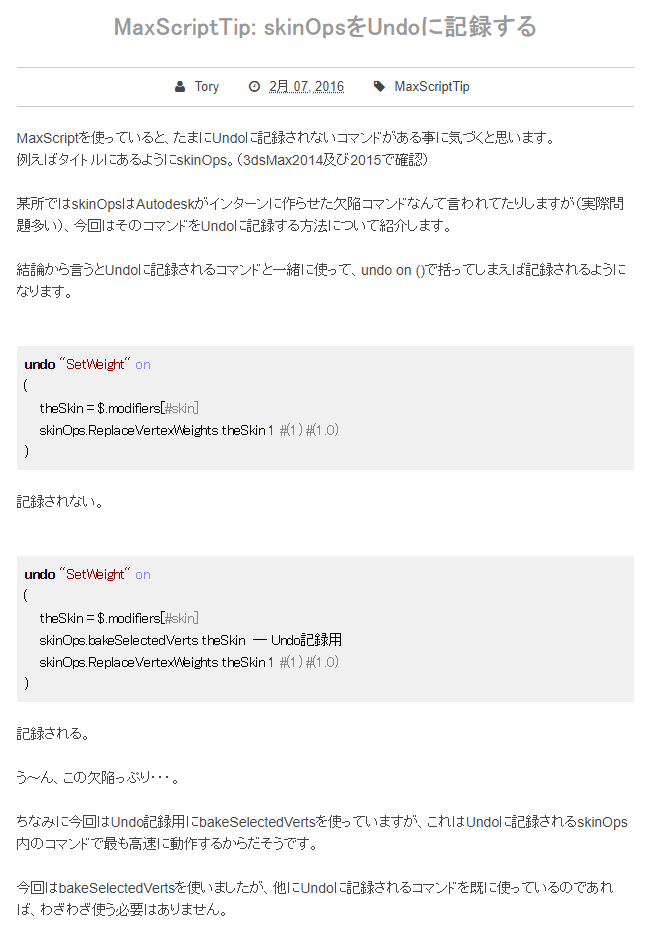 MaxScriptTip: skinOpsをUndoに記録する
Tory 2月 07, 2016 MaxScriptTip
MaxScriptを使っていると、たまにUndoに記録されないコマンドがある事に気づくと思います。
例えばタイトルにあるようにskinOps。（3dsMax2014及び2015で確認）
某所ではskinOpsはAutodeskがインターンに作らせた欠陥コマンドなんて言われてたりしますが（実際問
題多い）、今回はそのコマンドをUndoに記録する方法について紹介します。
結論から言うとUndoに記録されるコマンドと一緒に使って、undo on ()で括ってしまえば記録されるように
なります。
undo “SetWeight“ on
(
theSkin = $.modifiers[#skin]
skinOps.ReplaceVertexWeights theSkin 1 #(1) #(1.0)
)
記録されない。
undo “SetWeight“ on
(
theSkin = $.modifiers[#skin]
skinOps.bakeSelectedVerts theSkin — Undo記録用
skinOps.ReplaceVertexWeights theSkin 1 #(1) #(1.0)
)
記録される。
う～ん、この欠陥っぷり・・・。
ちなみに今回はUndo記録用にbakeSelectedVertsを使っていますが、これはUndoに記録されるskinOps
内のコマンドで最も高速に動作するからだそうです。
今回はbakeSelectedVertsを使いましたが、他にUndoに記録されるコマンドを既に使っているのであれ
ば、わざわざ使う必要はありません。